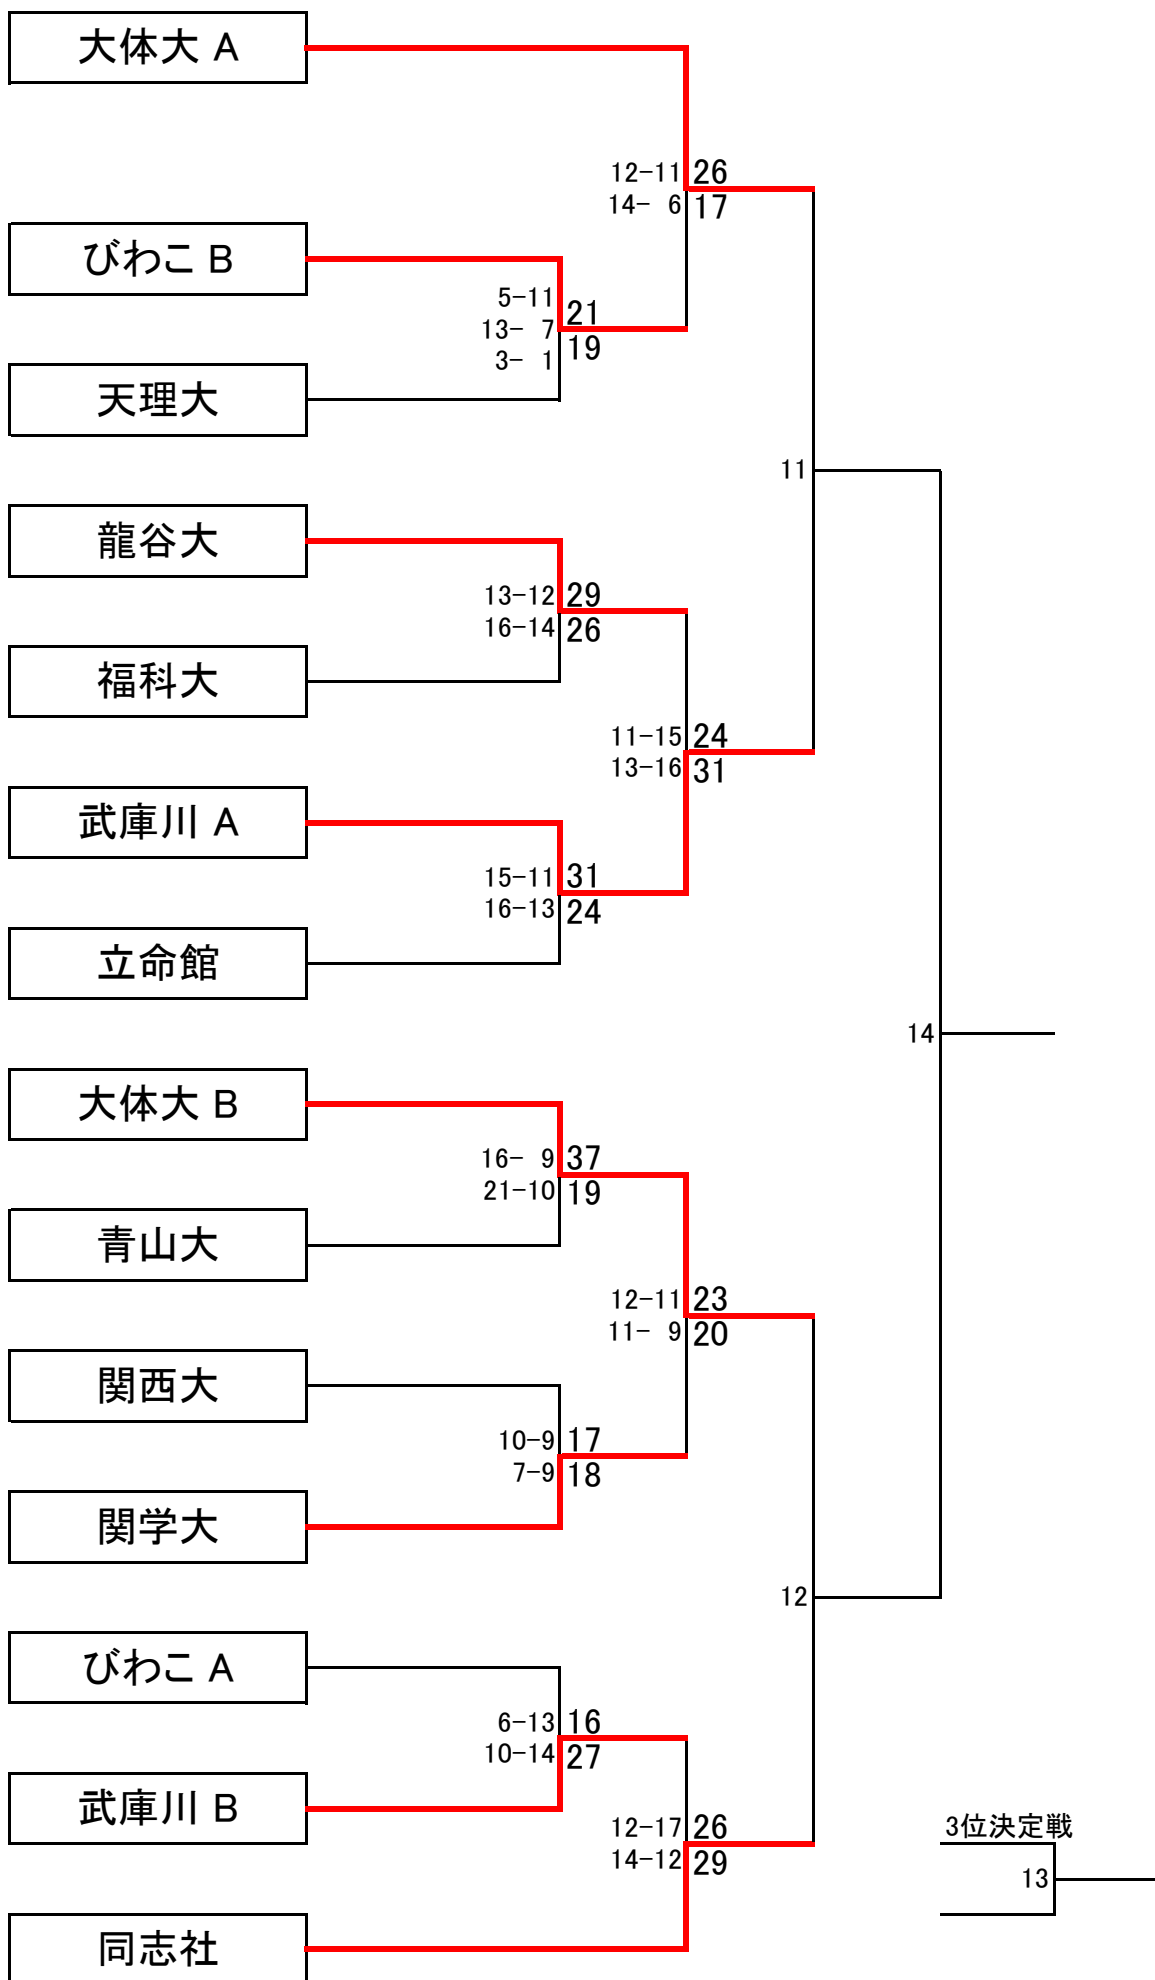 大体大 A
12-11 26
14- 6 17
びわこ B
5-11 21
13- 7 19
3- 1
天理大
11
龍谷大
13-12 29
16-14 26
福科大
11-15 24
13-16 31
武庫川 A
15-11 31
16-13 24
立命館
14
大体大 B
16- 9 37
21-10 19
青山大
12-11 23
11- 9 20
関西大
10-9 17
7-9 18
関学大
12
びわこ A
6-13 16
10-14 27
武庫川 B
12-17 26
14-12 29
3位決定戦
13
同志社